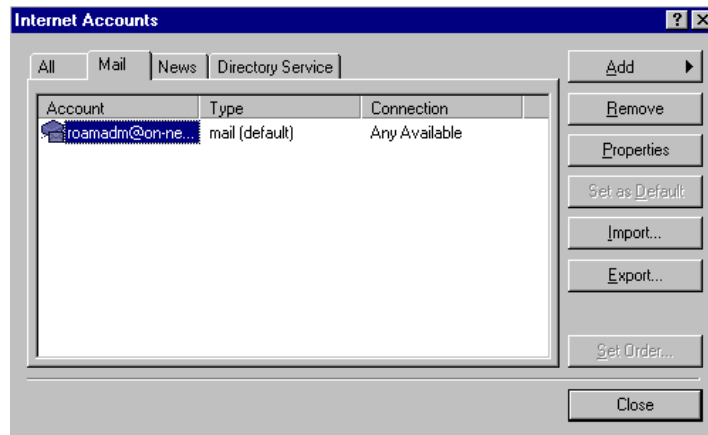 Internet Accounts
All Mail News Directory Service
Account Type Connection
roamadm@on-ne... mail (default) Any Available
Add
Remove
Properties
Set as Default
Import...
Export...
Set Order...
Close